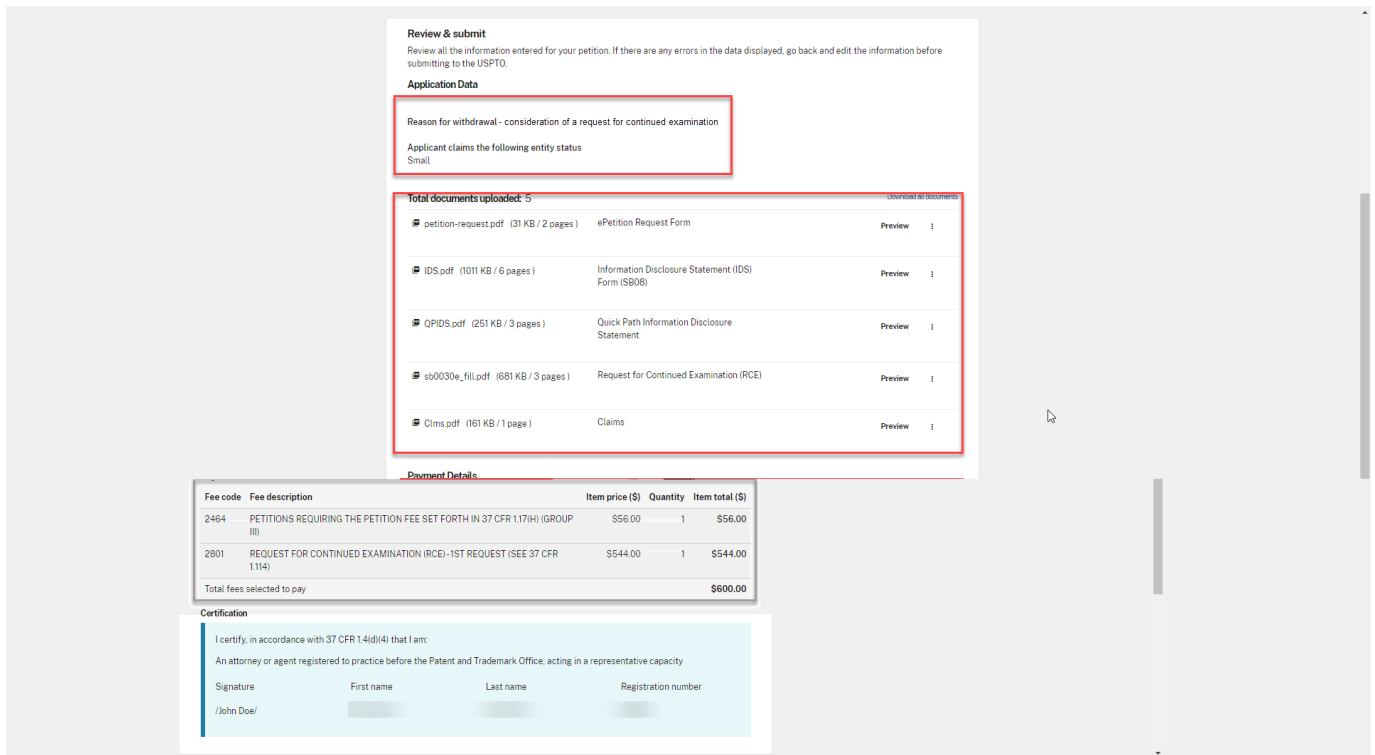 Review & submit
Review all the information entered for your petition. If there are any errors in the data displayed, go back and edit the information before
submitting to the USPTO.
Application Data
Reason for withdrawal - consideration of a request for continued examination
Applicant claims the following entity status
Small
Total documents uploaded: 5 Download all documents
petition-request.pdf (31 KB / 2 pages ) ePetition Request Form Preview
IDS.pdf (1011 KB / 6 pages ) Information Disclosure Statement (IDS)
Form (SB08) Preview
QPIDS.pdf (251 KB / 3 pages ) Quick Path Information Disclosure
Statement Preview
sb0030e_fill.pdf (681 KB / 3 pages ) Request for Continued Examination (RCE) Preview
Clms.pdf (161 KB / 1 page ) Claims Preview
Payment Details
Fee code Fee description Item price ($) Quantity Item total ($)
2464 PETITIONS REQUIRING THE PETITION FEE SET FORTH IN 37 CFR 1.17(H) (GROUP $56.00 1 $56.00
III)
2801 REQUEST FOR CONTINUED EXAMINATION (RCE) - 1ST REQUEST (SEE 37 CFR $544.00 1 $544.00
1.114)
Total fees selected to pay $600.00
Certification
I certify, in accordance with 37 CFR 1.4(d)(4) that I am:
An attorney or agent registered to practice before the Patent and Trademark Office, acting in a representative capacity
Signature First name Last name Registration number
/John Doe/